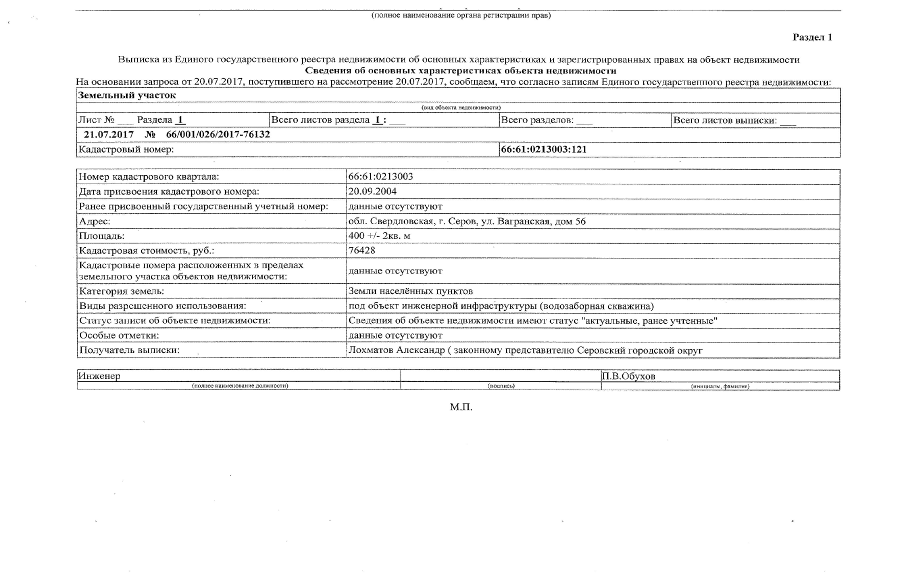 (полное наименование органа регистрации прав)
Раздел 1
Выписка из Единого государственного реестра недвижимости об основных характеристиках и зарегистрированных правах на объект недвижимости
Сведения об основных характеристиках объекта недвижимости
На основании запроса от 20.07.2017, поступившего на рассмотрение 20.07.2017, сообщаем, что согласно записям Единого государственного реестра недвижимости:
Земельный участок
(вид объекта недвижимости)
Лист № ___ Раздела 1 Всего листов раздела 1 : ___ Всего разделов: ___ Всего листов выписки: ___
21.07.2017 № 66/001/026/2017-76132
Кадастровый номер: 66:61:0213003:121
Номер кадастрового квартала: 66:61:0213003
Дата присвоения кадастрового номера: 20.09.2004
Ранее присвоенный государственный учетный номер: данные отсутствуют
Адрес: обл. Свердловская, г. Серов, ул. Вагранская, дом 56
Площадь: 400 +/- 2кв. м
Кадастровая стоимость, руб.: 76428
Кадастровые номера расположенных в пределах
земельного участка объектов недвижимости: данные отсутствуют
Категория земель: Земли населённых пунктов
Виды разрешенного использования: под объект инженерной инфраструктуры (водозаборная скважина)
Статус записи об объекте недвижимости: Сведения об объекте недвижимости имеют статус "актуальные, ранее учтенные"
Особые отметки: данные отсутствуют
Получатель выписки: Лохматов Александр ( законному представителю Серовский городской округ
Инженер П.В.Обухов
(полное наименование должности) (подпись) (инициалы, фамилия)
М.П.